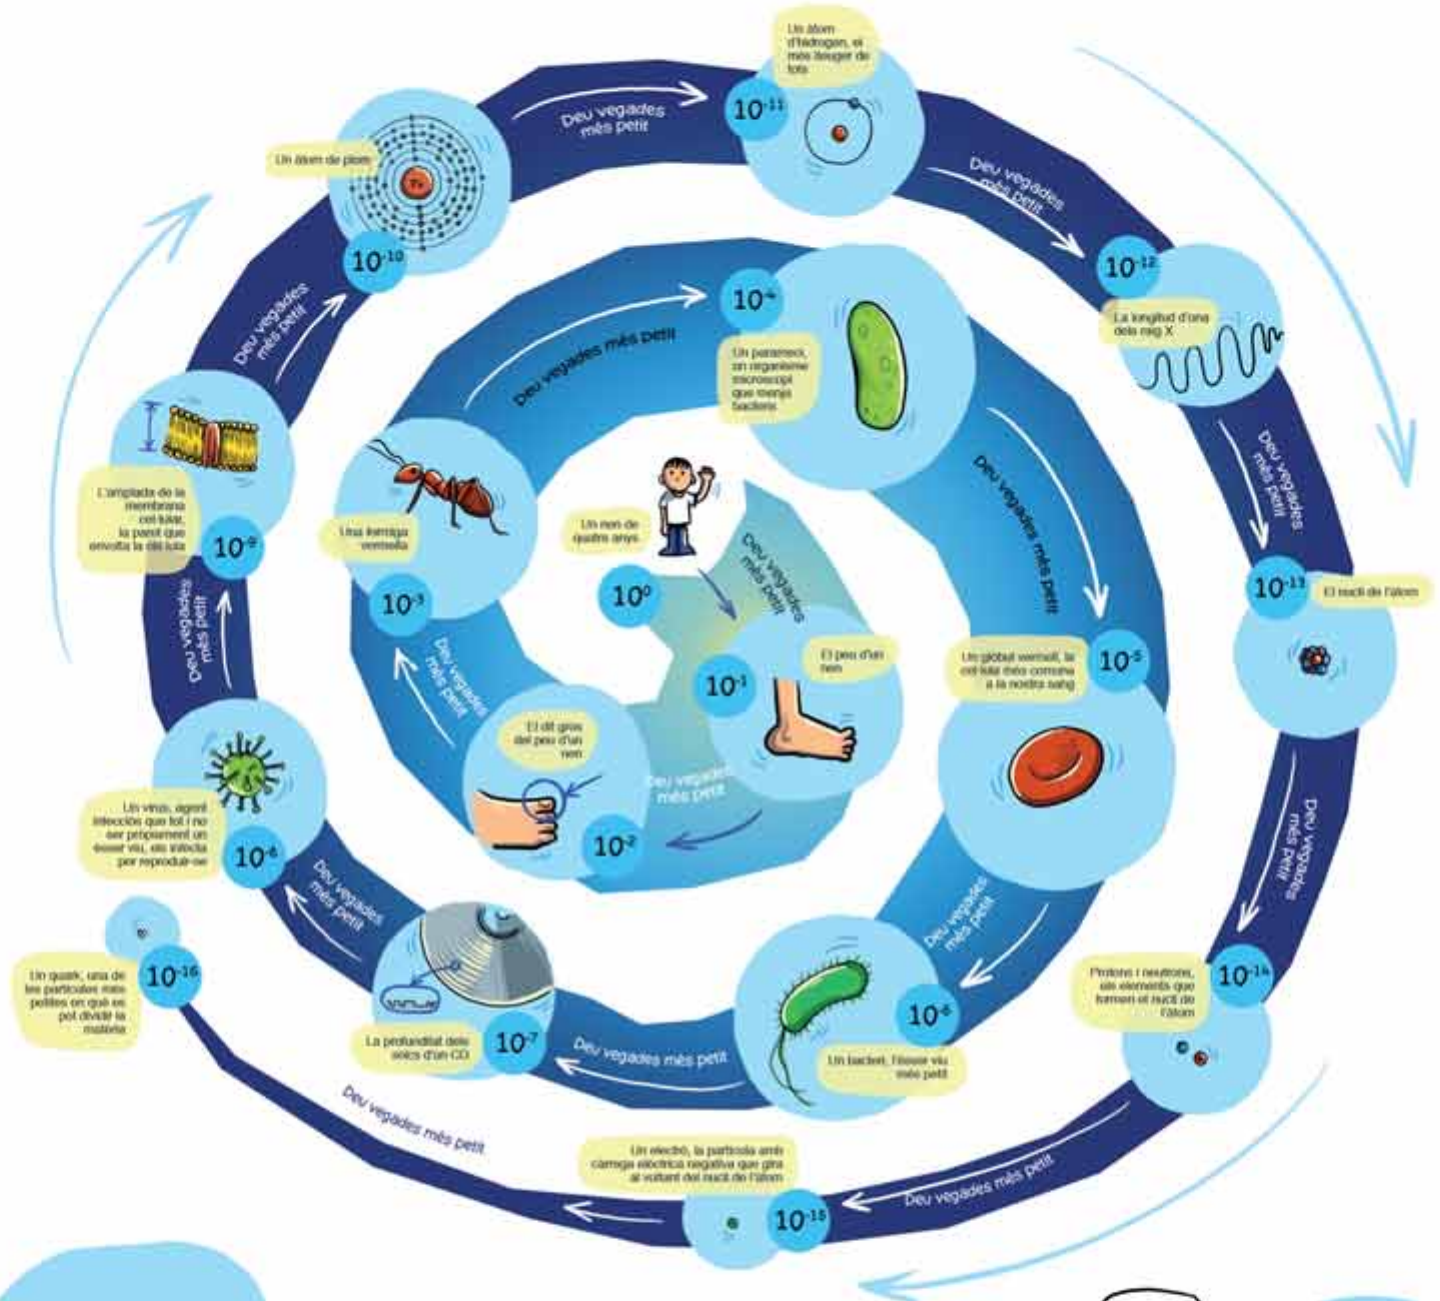 Un nen de
quatre anys
10⁰
Deu vegades
més petit
El peu d'un
nen
10⁻¹
Deu vegades
més petit
El dit gros
del peu d'un
nen
10⁻²
Deu vegades
més petit
Una formiga
vermella
10⁻³
Deu vegades més petit
10⁻⁴
Un parameci,
un organisme
microscòpi
que menja
bacteris
Deu vegades més petit
Un glòbul vermell, la
cèl·lula més comuna
a la nostra sang
10⁻⁵
Deu vegades
més petit
10⁻⁶
Un bacteri, l'ésser viu
més petit
Deu vegades més petit
La profunditat dels
solcs d'un CD
10⁻⁷
Deu vegades
més petit
Un virus, agent
infecciós que tot i no
ser pròpiament un
ésser viu, els infecta
per reproduir-se
Deu vegades
més petit
L'amplada de la
membrana
cel·lular,
la paret que
envolta la cèl·lula
10⁻⁹
Deu vegades
més petit
Un àtom de plom
10⁻¹⁰
Deu vegades
més petit
Un àtom
d'hidrogen, el
més lleuger de
tots
10⁻¹¹
Deu vegades
més petit
10⁻¹²
La longitud d'ona
dels raig X
Deu vegades
més petit
10⁻¹³
El nucli de l'àtom
Deu vegades
més petit
Protons i neutrons,
els elements que
formen el nucli de
l'àtom
10⁻¹⁴
Deu vegades més petit
Un electró, la partícula amb
càrrega elèctrica negativa que gira
al voltant del nucli de l'àtom
10⁻¹⁵
Deu vegades més petit
10⁻¹⁶
Un quark, una de
les partícules més
petites en què es
pot dividir la
matèria